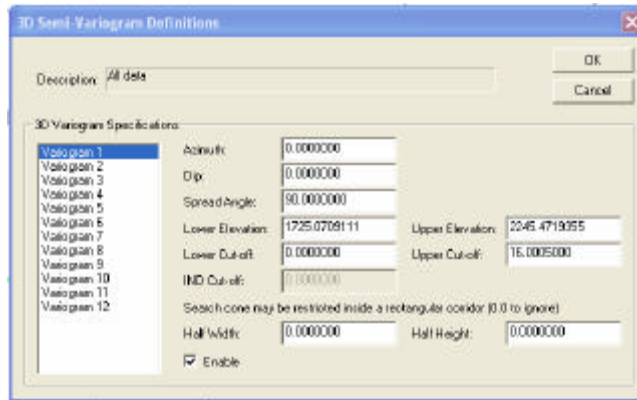 3D Semi-Variogram Definitions
Description: All data
OK
Cancel
3D Variogram Specifications
Variogram 1
Variogram 2
Variogram 3
Variogram 4
Variogram 5
Variogram 6
Variogram 7
Variogram 8
Variogram 9
Variogram 10
Variogram 11
Variogram 12
Azimuth: 0.0000000
Dip: 0.0000000
Spread Angle: 90.0000000
Lower Elevation: 1725.0709111 Upper Elevation: 2245.4719355
Lower Cut-off: 0.0000000 Upper Cut-off: 16.0005000
IND Cut-off: 0.0000000
Search cone may be restricted inside a rectangular corridor (0.0 to ignore)
Half Width: 0.0000000 Half Height: 0.0000000
Enable